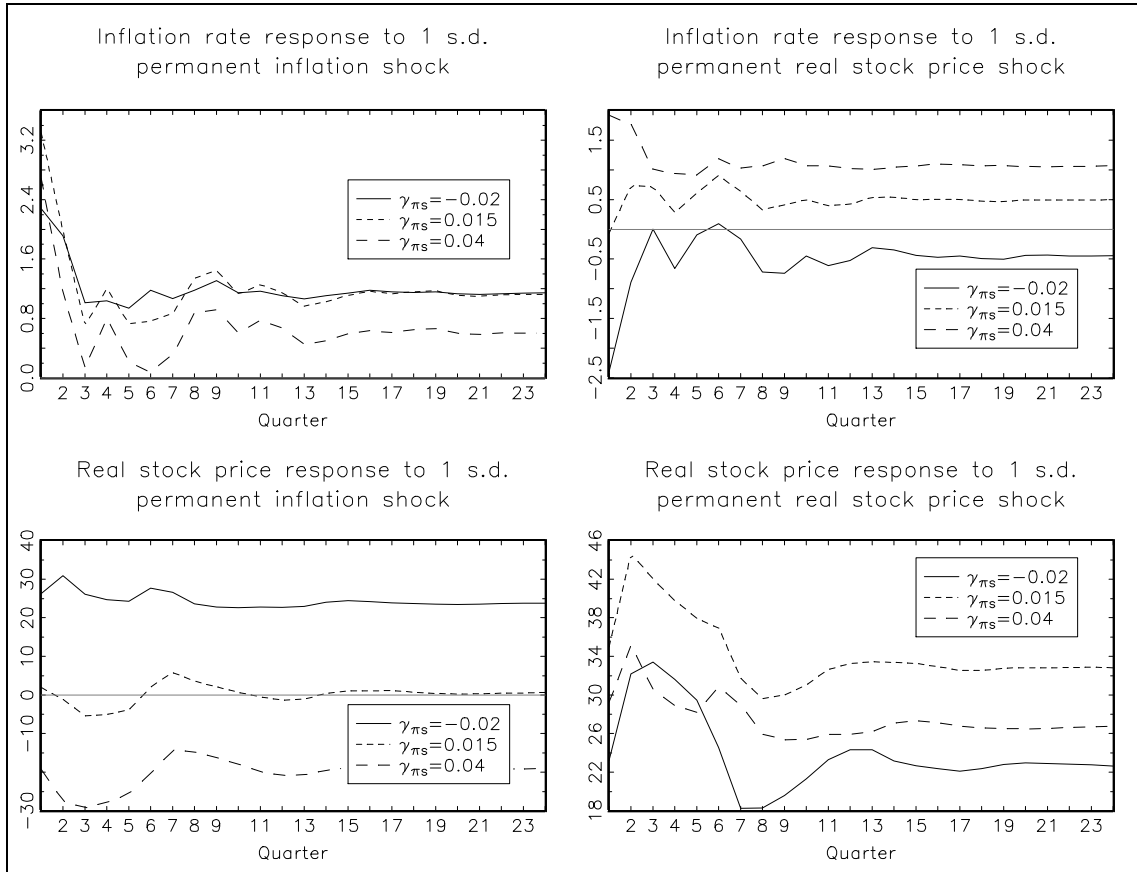 Inflation rate response to 1 s.d.
permanent inflation shock
3.2
2.4
1.6
0.8
0.0
γπs=−0.02
γπs=0.015
γπs=0.04
2 3 4 5 6 7 8 9 11 13 15 17 19 21 23
Quarter
Inflation rate response to 1 s.d.
permanent real stock price shock
1.5
0.5
−0.5
−1.5
−2.5
γπs=−0.02
γπs=0.015
γπs=0.04
2 3 4 5 6 7 8 9 11 13 15 17 19 21 23
Quarter
Real stock price response to 1 s.d.
permanent inflation shock
40
30
20
10
0
−10
−30
γπs=−0.02
γπs=0.015
γπs=0.04
2 3 4 5 6 7 8 9 11 13 15 17 19 21 23
Quarter
Real stock price response to 1 s.d.
permanent real stock price shock
46
42
38
34
30
26
22
18
γπs=−0.02
γπs=0.015
γπs=0.04
2 3 4 5 6 7 8 9 11 13 15 17 19 21 23
Quarter